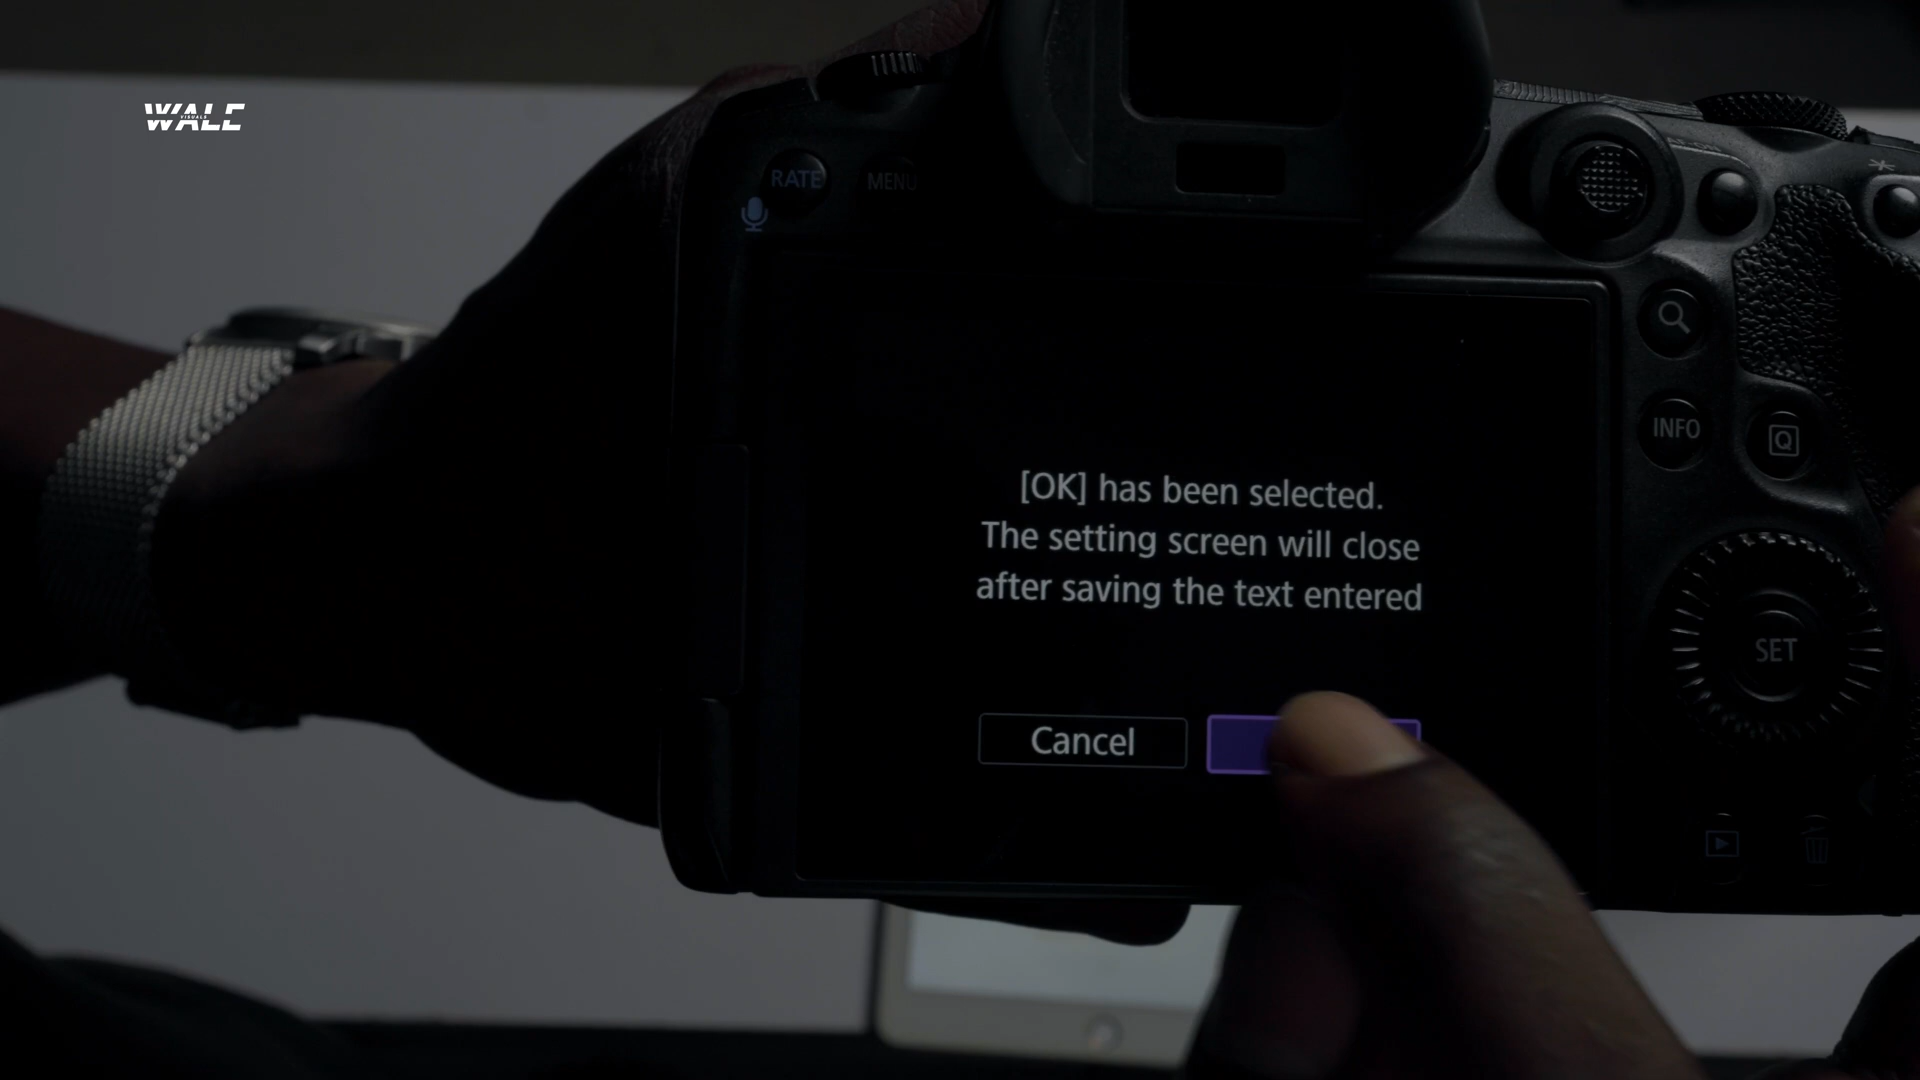 WALE
VISUALS
RATE
MENU
INFO
Q
[OK] has been selected.
The setting screen will close
after saving the text entered
SET
Cancel